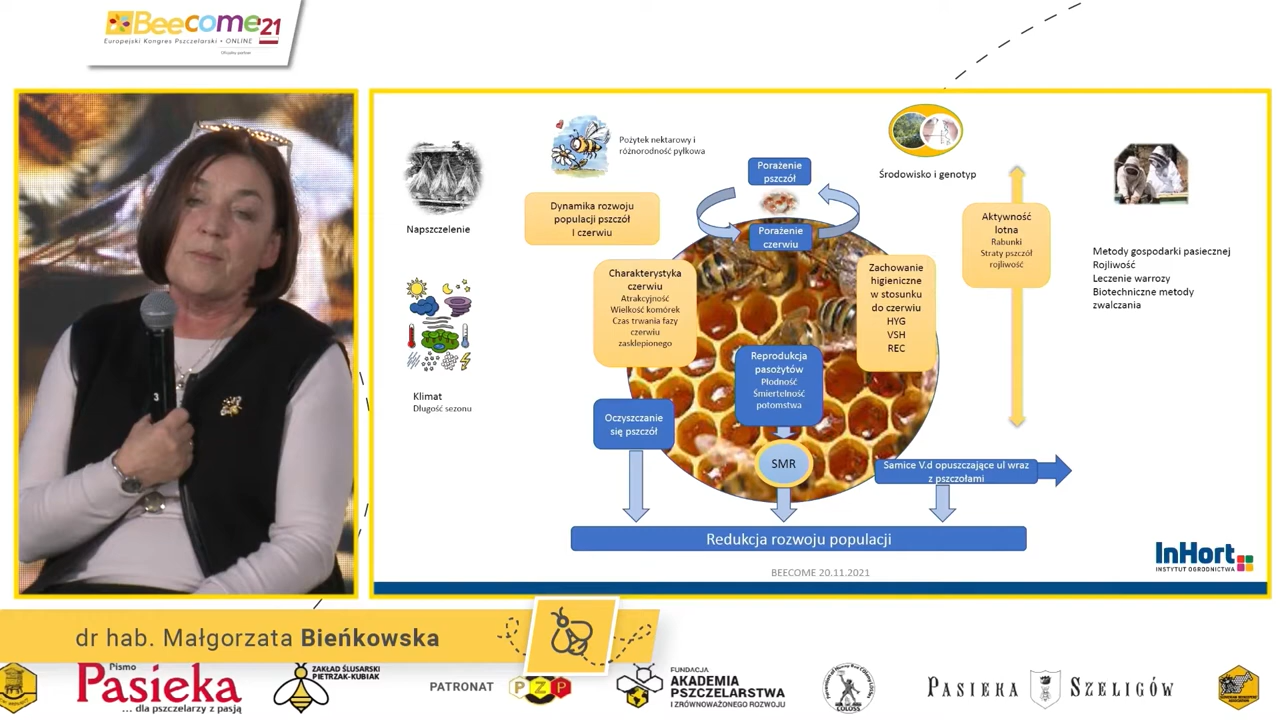 Beecome'21
Europejski Kongres Pszczelarski • ONLINE
Pożytek nektarowy i
różnorodność pyłkowa
Napszczelenie
Dynamika rozwoju
populacji pszczół
I czerwiu
Porażenie
pszczół
Porażenie
czerwiu
Środowisko i genotyp
Aktywność
lotna
Rabunki
Straty pszczół
rojliwość
Metody gospodarki pasiecznej
Rojliwość
Leczenie warrozy
Biotechniczne metody
zwalczania
Charakterystyka
czerwiu
Atrakcyjność
Wielkość komórek
Czas trwania fazy
czerwiu
zasklepionego
Zachowanie
higieniczne
w stosunku
do czerwiu
HYG
VSH
REC
Klimat
Długość sezonu
Reprodukcja
pasożytów
Płodność
Śmiertelność
potomstwa
Oczyszczanie
się pszczół
SMR
Samice V.d opuszczające ul wraz
z pszczołami
Redukcja rozwoju populacji
BEECOME 20.11.2021
InHort
INSTYTUT OGRODNICTWA
3
dr hab. Małgorzata Bieńkowska
Pismo
Pasieka
... dla pszczelarzy z pasją
ZAKŁAD ŚLUSARSKI
PIETRZAK-KUBIAK
PATRONAT
PZP
FUNDACJA
AKADEMIA
PSZCZELARSTWA
I ZRÓWNOWAŻONEGO ROZWOJU
COLOSS
PASIEKA SZELIGÓW